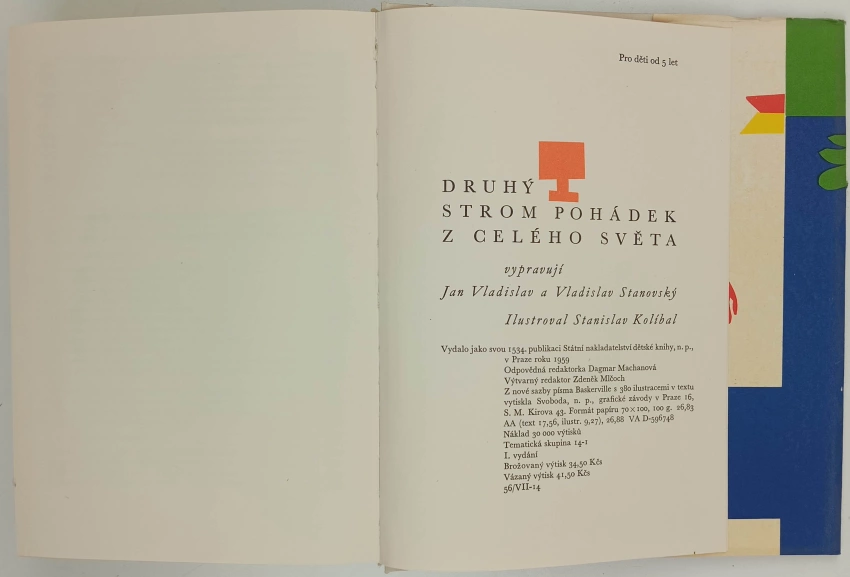 Pro děti od 5 let
DRUHÝ
STROM POHÁDEK
Z CELÉHO SVĚTA
vypravují
Jan Vladislav a Vladislav Stanovský
Ilustroval Stanislav Kolíbal
Vydalo jako svou 1534. publikaci Státní nakladatelství dětské knihy, n. p.,
v Praze roku 1959
Odpovědná redaktorka Dagmar Machanová
Výtvarný redaktor Zdeněk Mlčoch
Z nové sazby písma Baskerville s 380 ilustracemi v textu
vytiskla Svoboda, n. p., grafické závody v Praze 16,
S. M. Kirova 43. Formát papíru 70×100, 100 g. 26,83
AA (text 17,56, ilustr. 9,27), 26,88 VA D-596748
Náklad 30 000 výtisků
Tematická skupina 14-1
I. vydání
Brožovaný výtisk 34,50 Kčs
Vázaný výtisk 41,50 Kčs
56/VII-14